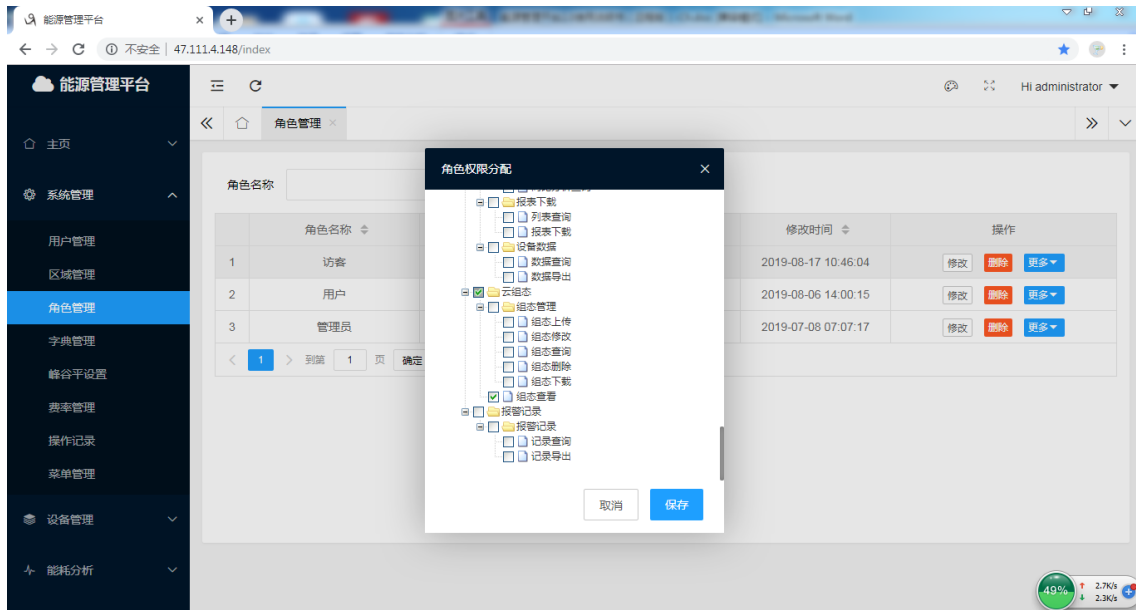 能源管理平台
不安全 | 47.111.4.148/index
能源管理平台
Hi administrator
主页
角色管理
系统管理
用户管理
区域管理
角色管理
字典管理
峰谷平设置
费率管理
操作记录
菜单管理
设备管理
能耗分析
角色名称
角色名称 修改时间 操作
1 访客 2019-08-17 10:46:04 修改 删除 更多
2 用户 2019-08-06 14:00:15 修改 删除 更多
3 管理员 2019-07-08 07:07:17 修改 删除 更多
1 到第 1 页 确定
角色权限分配
报表下载
列表查询
报表下载
设备数据
数据查询
数据导出
云组态
组态管理
组态上传
组态修改
组态查询
组态删除
组态下载
组态查看
报警记录
报警记录
记录查询
记录导出
取消 保存
49%
2.7K/s
2.3K/s